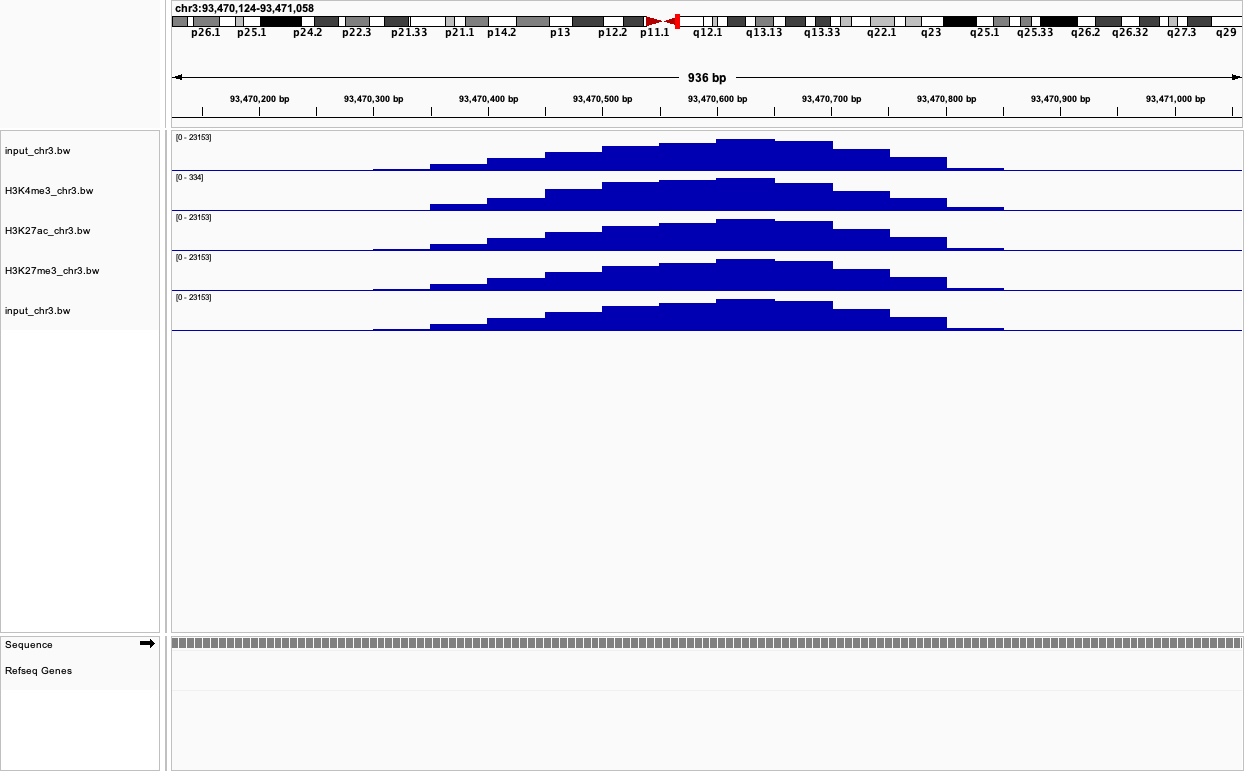 chr3:93,470,124-93,471,058
p26.1 p25.1 p24.2 p22.3 p21.33 p21.1 p14.2 p13 p12.2 p11.1 q12.1 q13.13 q13.33 q22.1 q23 q25.1 q25.33 q26.2 q26.32 q27.3 q29
936 bp
93,470,200 bp 93,470,300 bp 93,470,400 bp 93,470,500 bp 93,470,600 bp 93,470,700 bp 93,470,800 bp 93,470,900 bp 93,471,000 bp
[0 - 23153]
input_chr3.bw
[0 - 334]
H3K4me3_chr3.bw
[0 - 23153]
H3K27ac_chr3.bw
[0 - 23153]
H3K27me3_chr3.bw
[0 - 23153]
input_chr3.bw
Sequence
Refseq Genes